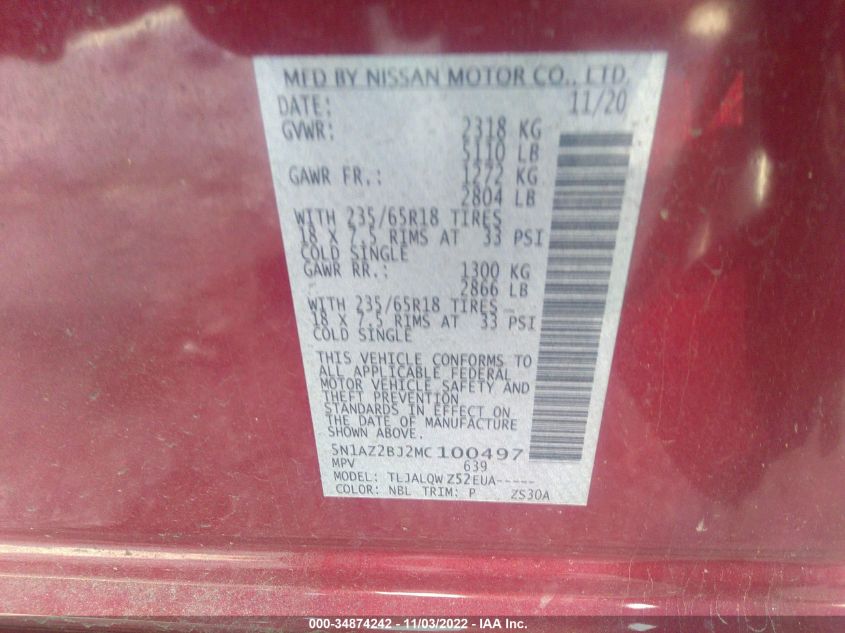 MFD BY NISSAN MOTOR CO., LTD.
DATE: 11/20
GVWR: 2318 KG
5110 LB
GAWR FR.: 1272 KG
2804 LB
WITH 235/65R18 TIRES
18 X 7.5 RIMS AT 33 PSI
COLD SINGLE
GAWR RR.: 1300 KG
2866 LB
WITH 235/65R18 TIRES
18 X 7.5 RIMS AT 33 PSI
COLD SINGLE
THIS VEHICLE CONFORMS TO
ALL APPLICABLE FEDERAL
MOTOR VEHICLE SAFETY AND
THEFT PREVENTION
STANDARDS IN EFFECT ON
THE DATE OF MANUFACTURE
SHOWN ABOVE.
5N1AZ2BJ2MC100497
MPV 639
MODEL: TLJALQW Z52EUA-----
COLOR: NBL TRIM: P ZS30A
000-34874242 - 11/03/2022 - IAA Inc.